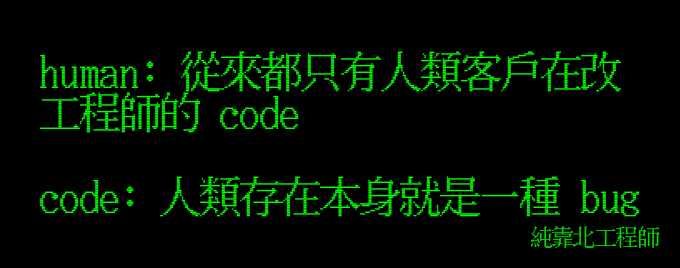 human: 從來都只有人類客戶在改
工程師的 code
code: 人類存在本身就是一種 bug
純靠北工程師